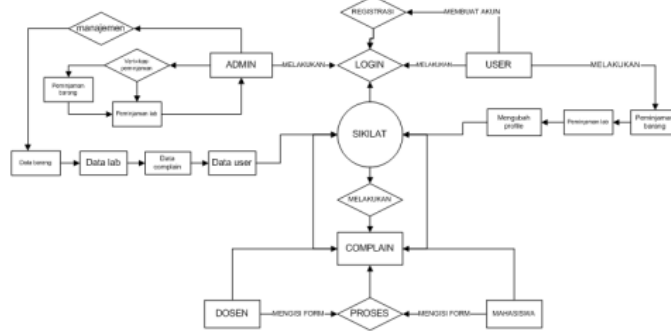 REGISTRASI
MEMBUAT AKUN
manajemen
Verivikasi
peminjaman
ADMIN
MELAKUKAN
LOGIN
MELAKUKAN
USER
MELAKUKAN
Peminjaman
barang
Peminjaman lab
SIKILAT
Mengubah
profile
Peminjaman lab
Peminjaman
barang
Data barang
Data lab
Data
complain
Data user
MELAKUKAN
COMPLAIN
DOSEN
MENGISI FORM
PROSES
MENGISI FORM
MAHASISWA